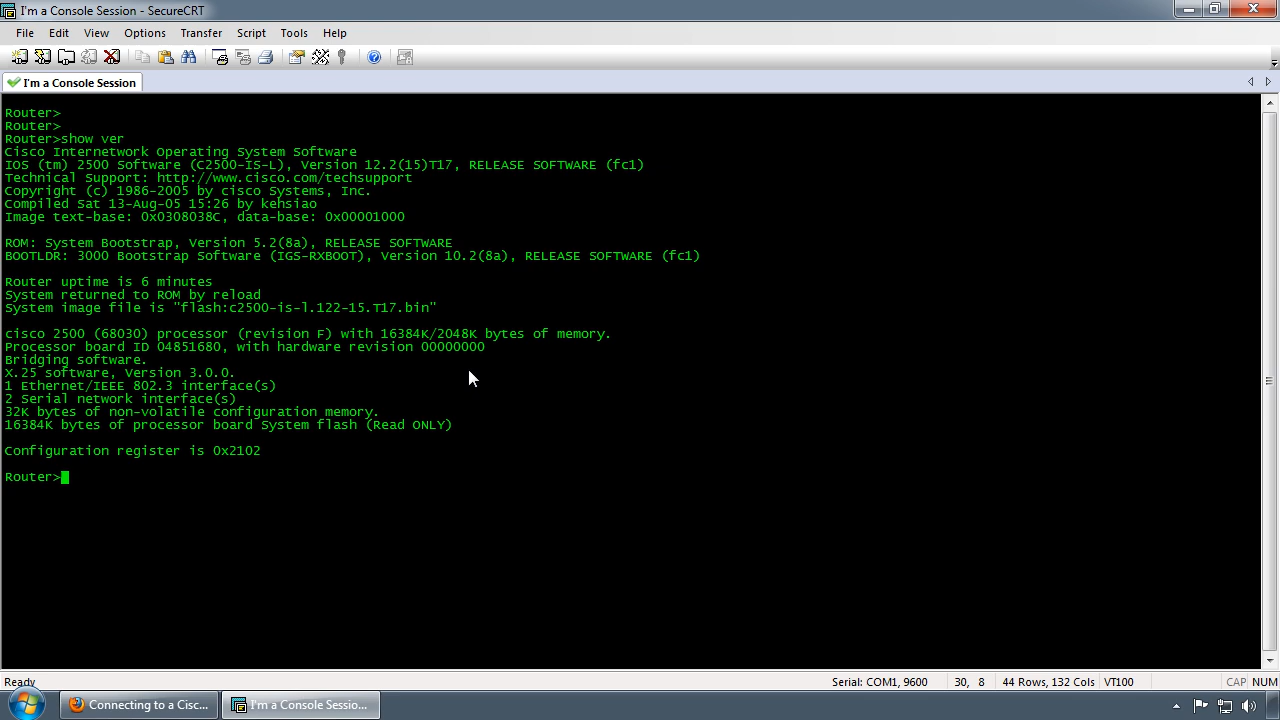 I'm a Console Session - SecureCRT
File Edit View Options Transfer Script Tools Help
I'm a Console Session
Router>
Router>
Router>show ver
Cisco Internetwork Operating System Software
IOS (tm) 2500 Software (C2500-IS-L), Version 12.2(15)T17, RELEASE SOFTWARE (fc1)
Technical Support: http://www.cisco.com/techsupport
Copyright (c) 1986-2005 by cisco Systems, Inc.
Compiled Sat 13-Aug-05 15:26 by kehsiao
Image text-base: 0x0308038C, data-base: 0x00001000
ROM: System Bootstrap, Version 5.2(8a), RELEASE SOFTWARE
BOOTLDR: 3000 Bootstrap Software (IGS-RXBOOT), Version 10.2(8a), RELEASE SOFTWARE (fc1)
Router uptime is 6 minutes
System returned to ROM by reload
System image file is "flash:c2500-is-l.122-15.T17.bin"
cisco 2500 (68030) processor (revision F) with 16384K/2048K bytes of memory.
Processor board ID 04851680, with hardware revision 00000000
Bridging software.
X.25 software, Version 3.0.0.
1 Ethernet/IEEE 802.3 interface(s)
2 Serial network interface(s)
32K bytes of non-volatile configuration memory.
16384K bytes of processor board System flash (Read ONLY)
Configuration register is 0x2102
Router>
Ready Serial: COM1, 9600 30, 8 44 Rows, 132 Cols VT100 CAP NUM
Connecting to a Cisc... I'm a Console Sessio...